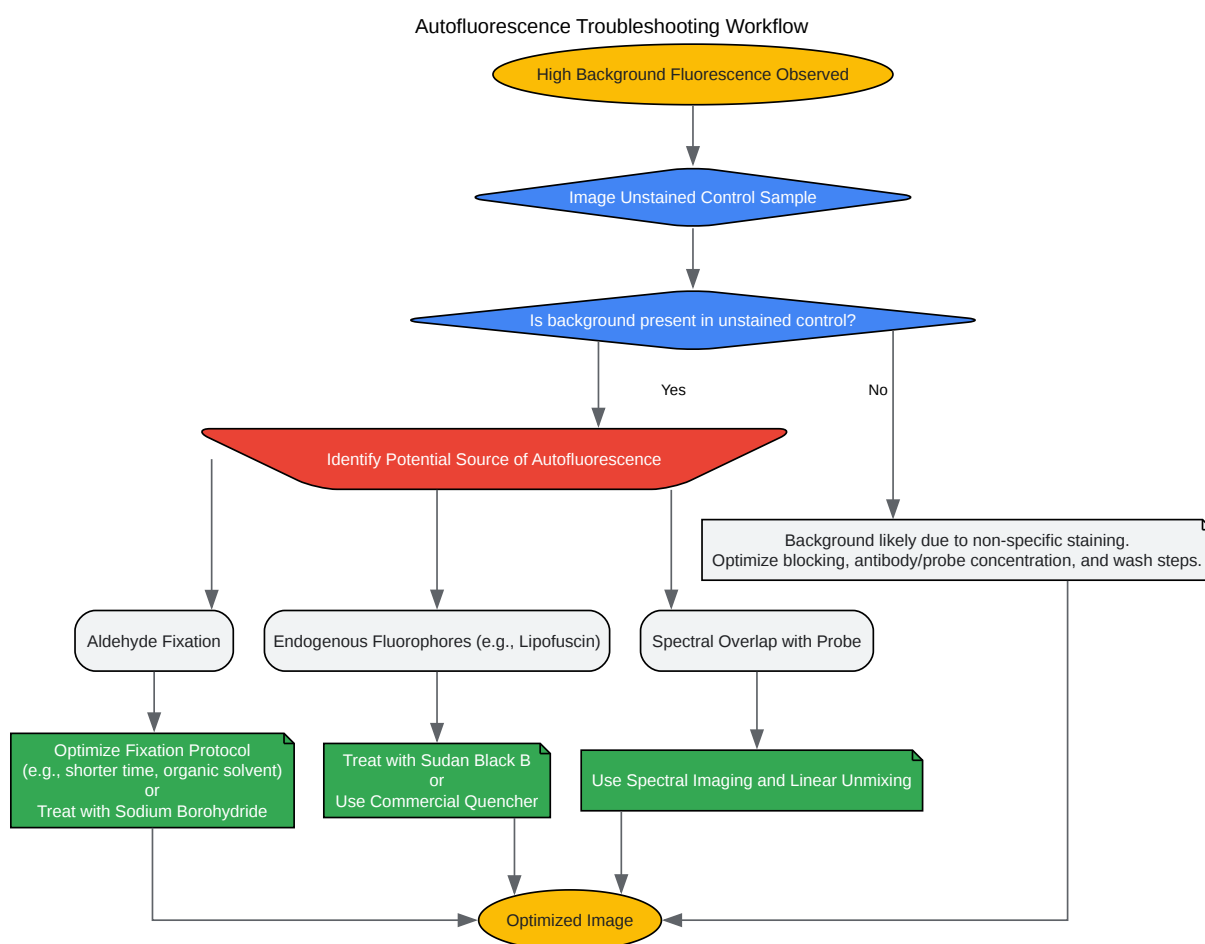 Autofluorescence Troubleshooting Workflow
High Background Fluorescence Observed
Image Unstained Control Sample
Is background present in unstained control?
Yes
No
Identify Potential Source of Autofluorescence
Background likely due to non-specific staining.
Optimize blocking, antibody/probe concentration, and wash steps.
Aldehyde Fixation
Endogenous Fluorophores (e.g., Lipofuscin)
Spectral Overlap with Probe
Optimize Fixation Protocol
(e.g., shorter time, organic solvent)
or
Treat with Sodium Borohydride
Treat with Sudan Black B
or
Use Commercial Quencher
Use Spectral Imaging and Linear Unmixing
Optimized Image